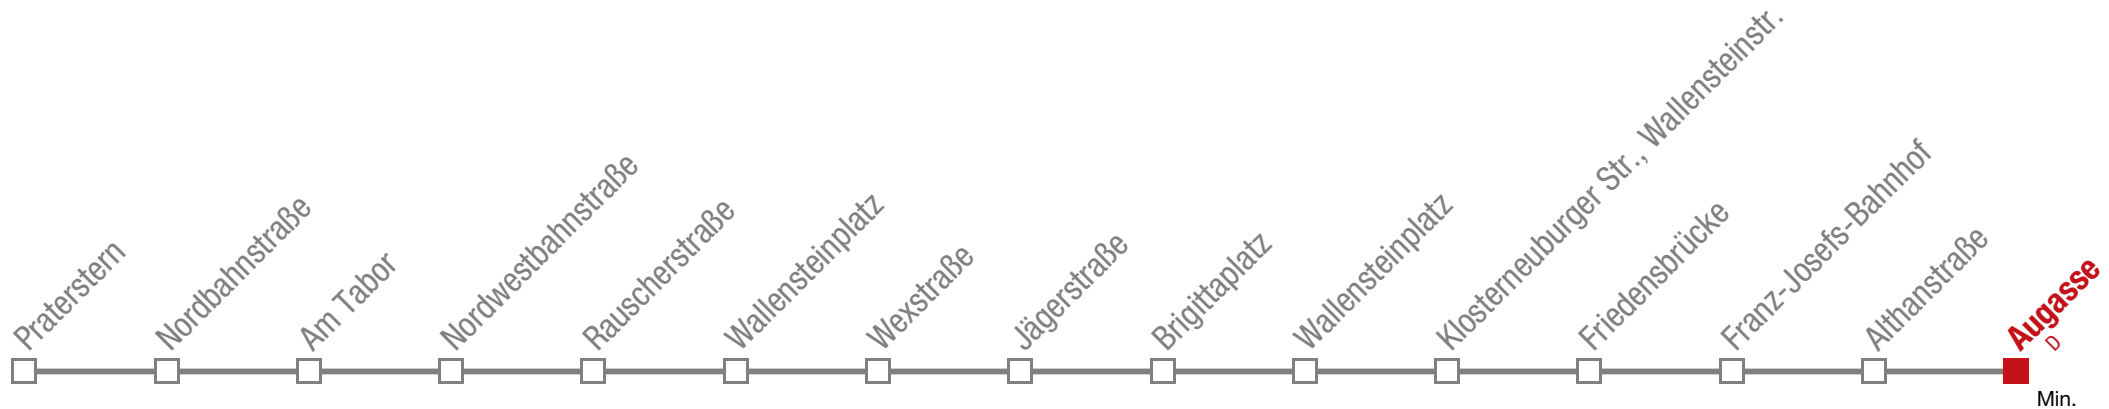 Praterstern
Nordbahnstraße
Am Tabor
Nordwestbahnstraße
Rauscherstraße
Wallensteinplatz
Wexstraße
Jägerstraße
Brigittaplatz
Wallensteinplatz
Klosterneuburger Str., Wallensteinstr.
Friedensbrücke
Franz-Josefs-Bahnhof
Althanstraße
Augasse
D
Min.